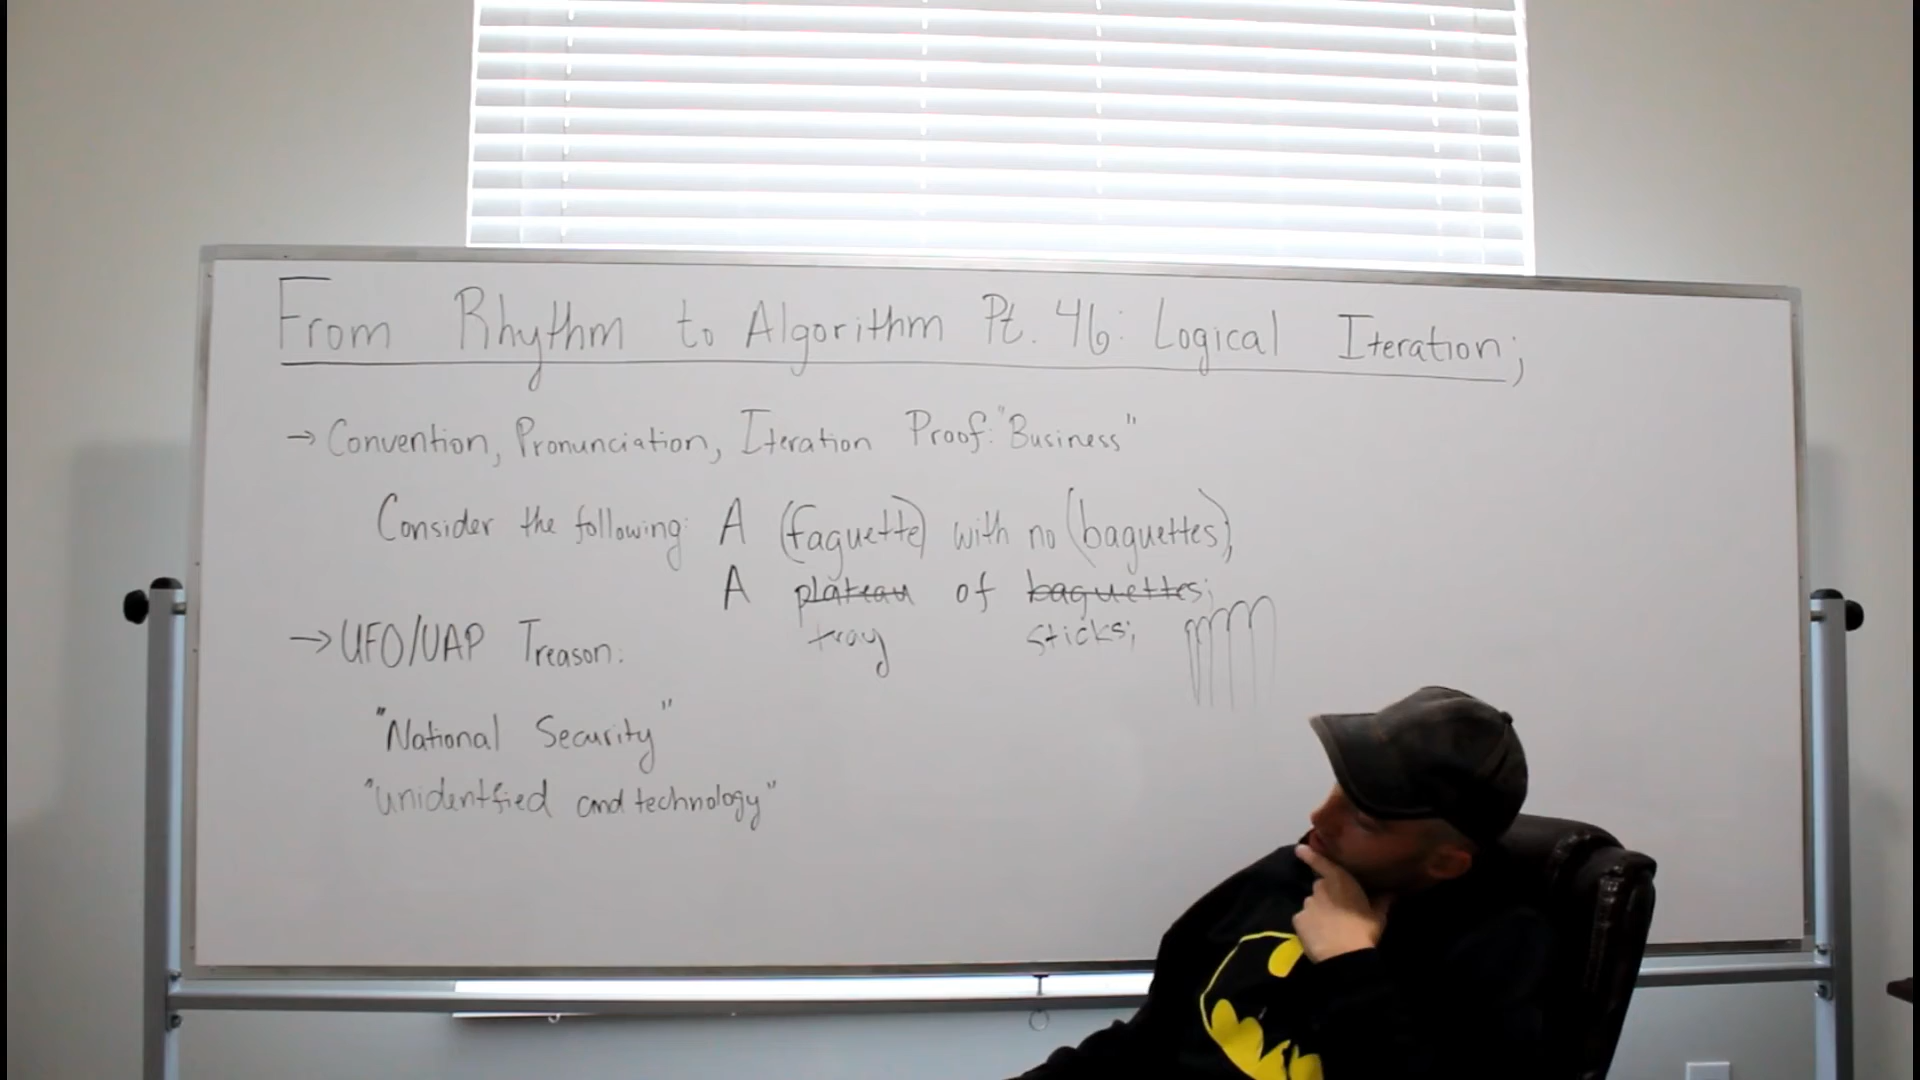 From Rhythm to Algorithm Pt. 46: Logical Iteration;
→ Convention, Pronunciation, Iteration Proof: "Business"
Consider the following: A (faguette) with no (baguettes);
A plateau of baguettes;
tray sticks;
→ UFO/UAP Treason:
"National Security"
"unidentfied and technology"